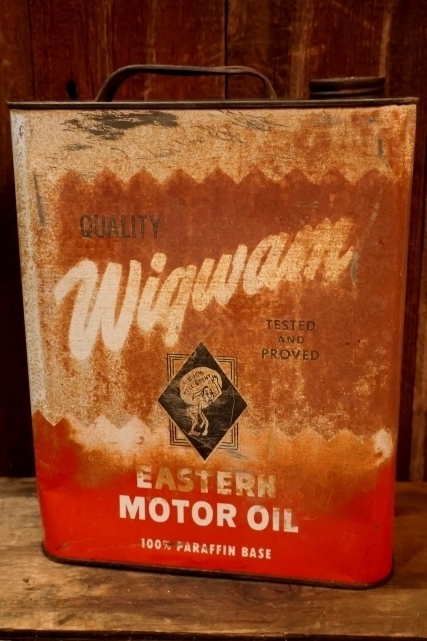 QUALITY
Wigwam
TESTED
AND
PROVED
EASTERN
MOTOR OIL
100% PARAFFIN BASE